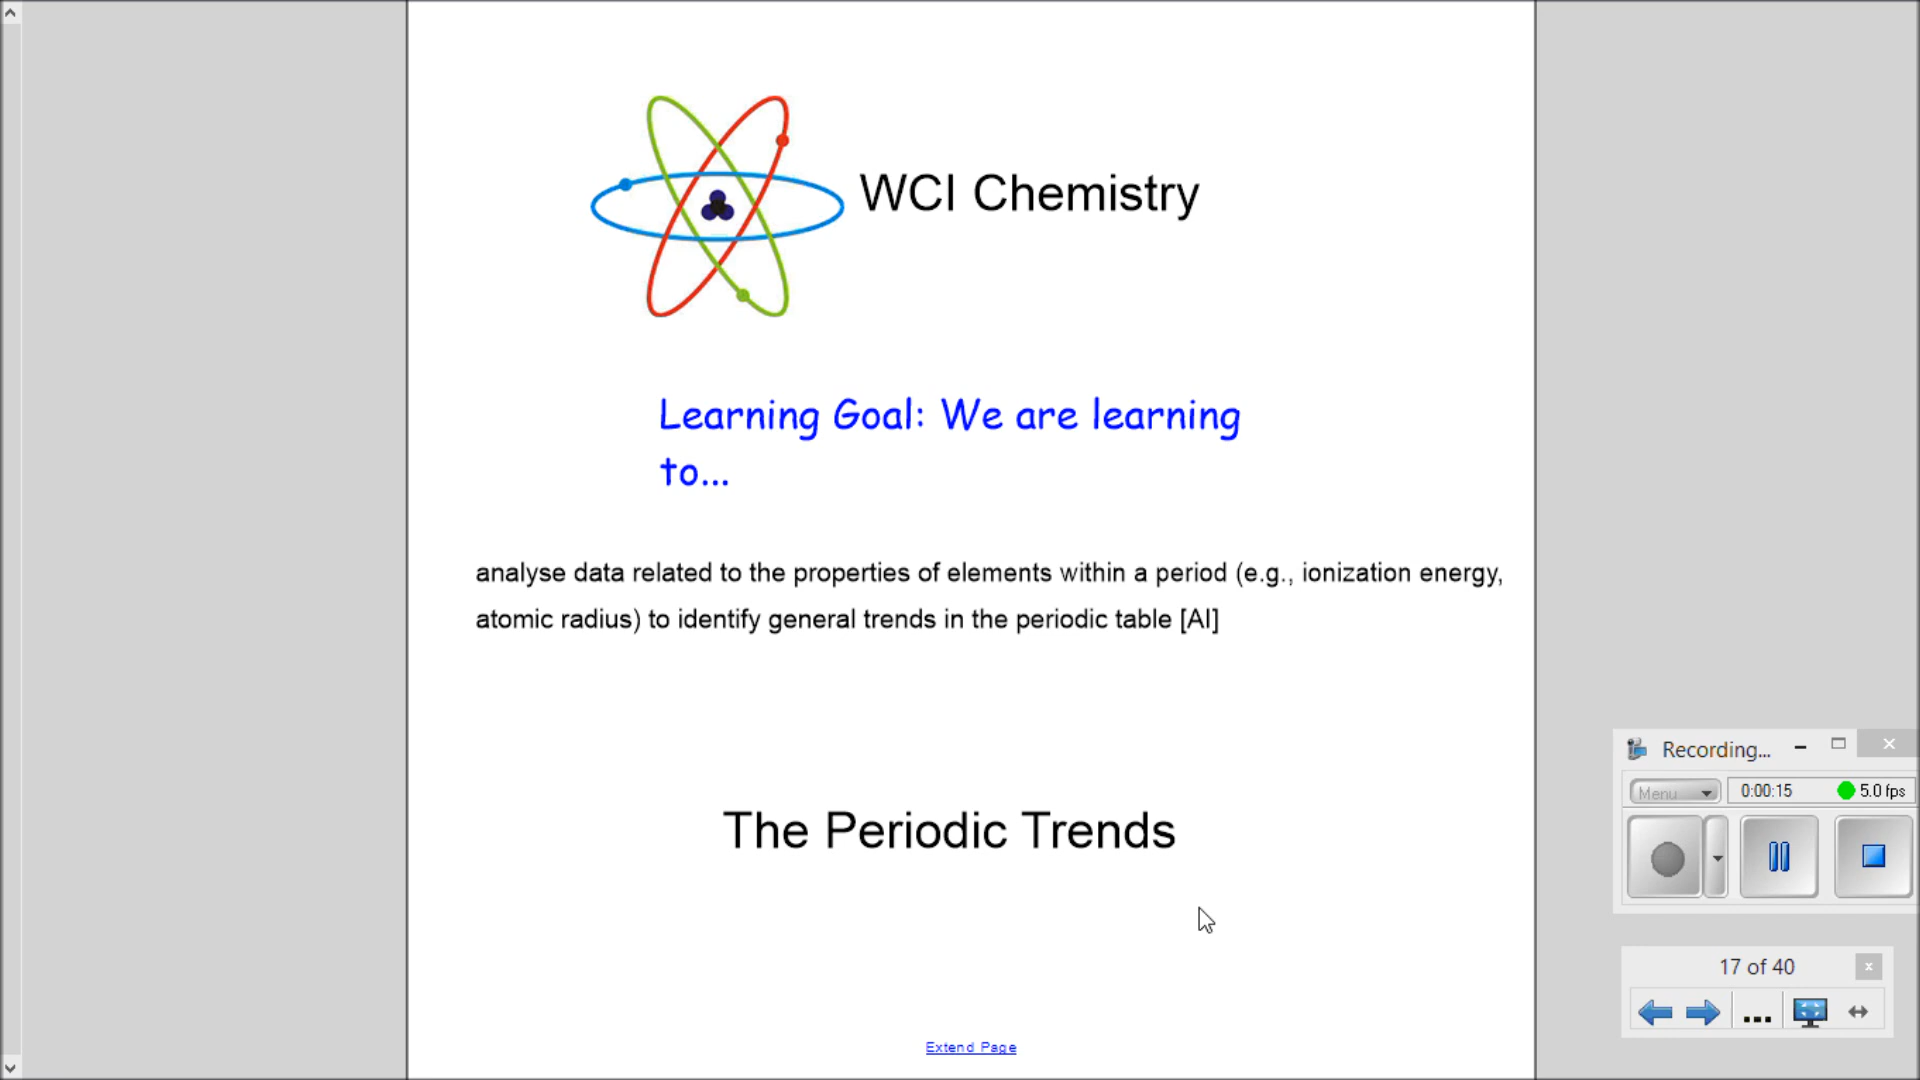 WCI Chemistry
Learning Goal: We are learning
to...
analyse data related to the properties of elements within a period (e.g., ionization energy,
atomic radius) to identify general trends in the periodic table [AI]
The Periodic Trends
Extend Page
Recording...
Menu
0:00:15
5.0 fps
17 of 40
...